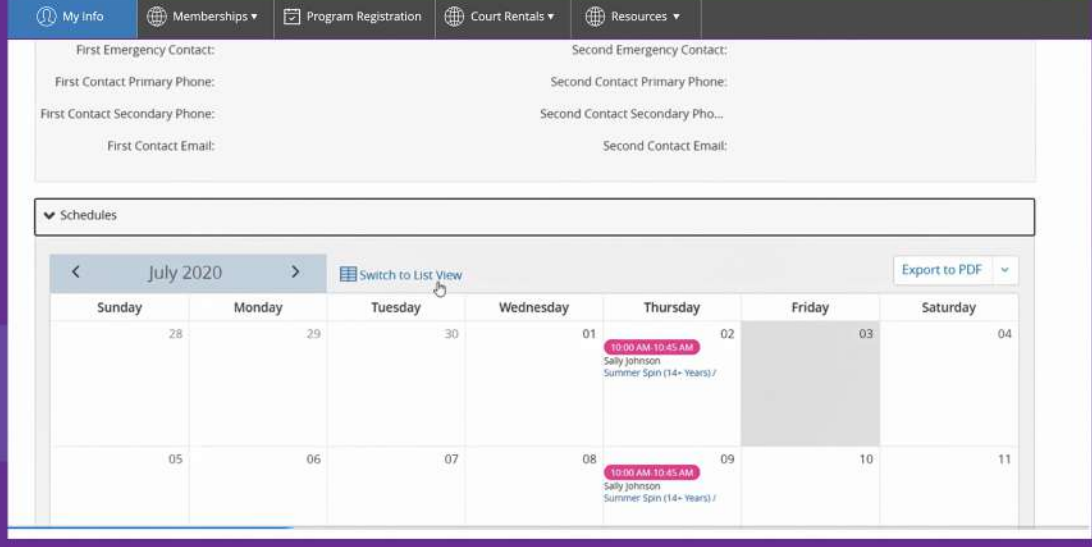 My Info Memberships ▾ Program Registration Court Rentals ▾ Resources ▾
First Emergency Contact: Second Emergency Contact:
First Contact Primary Phone: Second Contact Primary Phone:
First Contact Secondary Phone: Second Contact Secondary Pho...
First Contact Email: Second Contact Email:
Schedules
July 2020 Switch to List View Export to PDF
Sunday Monday Tuesday Wednesday Thursday Friday Saturday
28 29 30 01 02 03 04
10:00 AM-10:45 AM
Sally Johnson
Summer Spin (14+ Years) /
05 06 07 08 09 10 11
10:00 AM-10:45 AM
Sally Johnson
Summer Spin (14+ Years) /